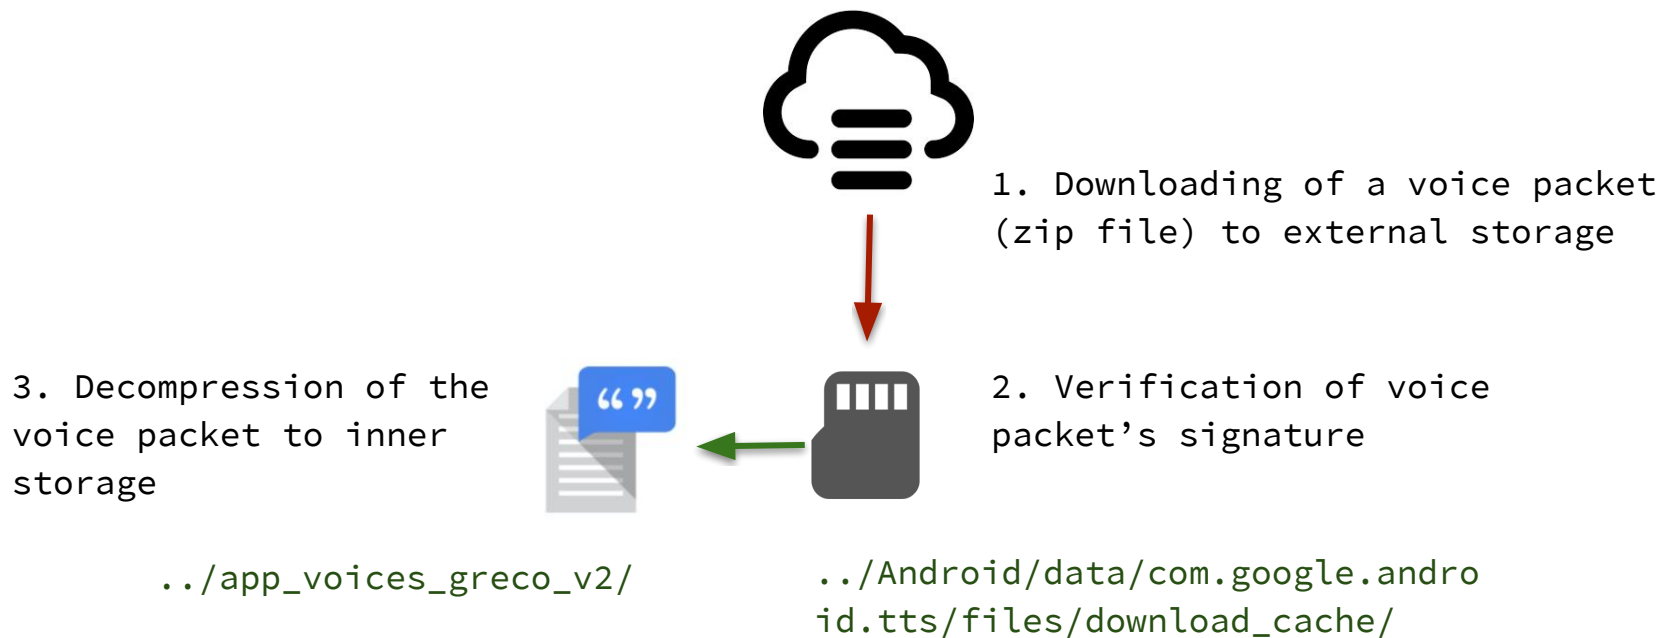 1. Downloading of a voice packet
(zip file) to external storage
3. Decompression of the
voice packet to inner
storage
“ ”
2. Verification of voice
packet’s signature
../app_voices_greco_v2/
../Android/data/com.google.andro
id.tts/files/download_cache/